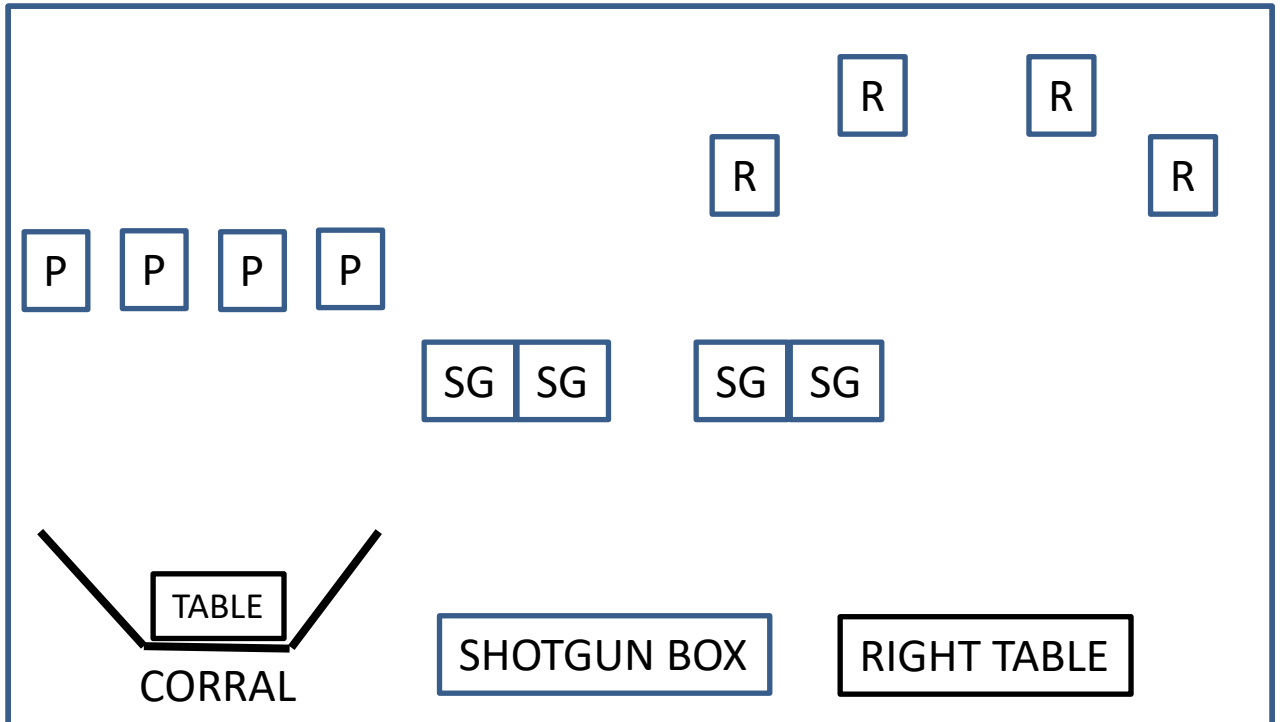 R R
R R
P P P P
SG SG SG SG
TABLE
SHOTGUN BOX RIGHT TABLE
CORRAL